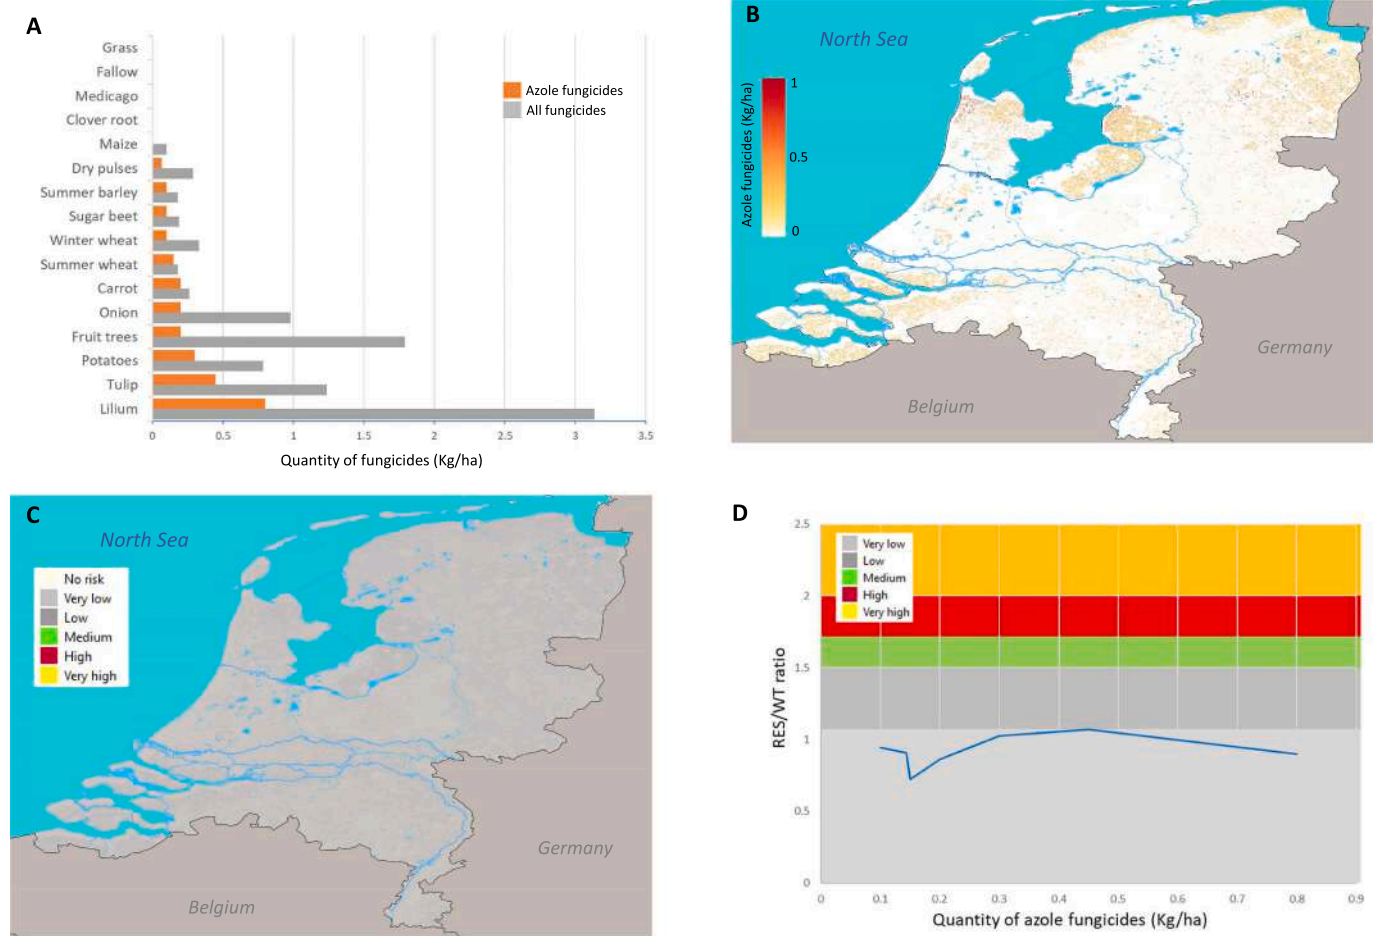 A
Grass
Fallow
Medicago
Clover root
Maize
Dry pulses
Summer barley
Sugar beet
Winter wheat
Summer wheat
Carrot
Onion
Fruit trees
Potatoes
Tulip
Lilium
Azole fungicides
All fungicides
0 0.5 1 1.5 2 2.5 3 3.5
Quantity of fungicides (Kg/ha)
B
North Sea
Azole fungicides (Kg/ha)
1
0.5
0
Germany
Belgium
C
North Sea
No risk
Very low
Low
Medium
High
Very high
Germany
Belgium
D
RES/WT ratio
2.5
2
1.5
1
0.5
0
Very low
Low
Medium
High
Very high
0 0.1 0.2 0.3 0.4 0.5 0.6 0.7 0.8 0.9
Quantity of azole fungicides (Kg/ha)